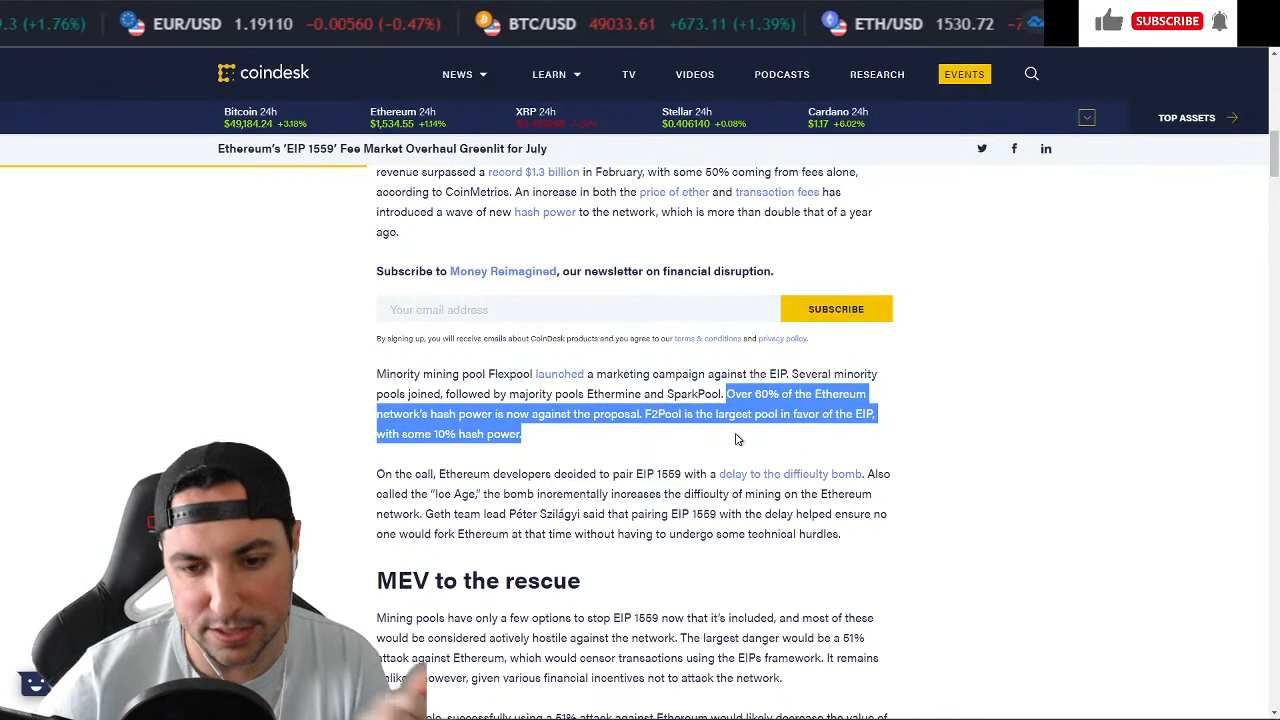 9.3 (+1.76%) EUR/USD 1.19110 −0.00560 (−0.47%) BTC/USD 49033.61 +673.11 (+1.39%) ETH/USD 1530.72
SUBSCRIBE
coindesk NEWS LEARN TV VIDEOS PODCASTS RESEARCH EVENTS
Bitcoin 24h Ethereum 24h XRP 24h Stellar 24h Cardano 24h
$49,184.24 +3.18% $1,534.55 +1.14% $0.406140 +0.08% $1.17 +6.02%
TOP ASSETS
Ethereum's ‘EIP 1559’ Fee Market Overhaul Greenlit for July
revenue surpassed a record $1.3 billion in February, with some 50% coming from fees alone,
according to CoinMetrics. An increase in both the price of ether and transaction fees has
introduced a wave of new hash power to the network, which is more than double that of a year
ago.
Subscribe to Money Reimagined, our newsletter on financial disruption.
Your email address SUBSCRIBE
By signing up, you will receive emails about CoinDesk products and you agree to our terms & conditions and privacy policy.
Minority mining pool Flexpool launched a marketing campaign against the EIP. Several minority
pools joined, followed by majority pools Ethermine and SparkPool. Over 60% of the Ethereum
network's hash power is now against the proposal. F2Pool is the largest pool in favor of the EIP,
with some 10% hash power.
On the call, Ethereum developers decided to pair EIP 1559 with a delay to the difficulty bomb. Also
called the “Ice Age,” the bomb incrementally increases the difficulty of mining on the Ethereum
network. Geth team lead Péter Szilágyi said that pairing EIP 1559 with the delay helped ensure no
one would fork Ethereum at that time without having to undergo some technical hurdles.
MEV to the rescue
Mining pools have only a few options to stop EIP 1559 now that it's included, and most of these
would be considered actively hostile against the network. The largest danger would be a 51%
attack against Ethereum, which would censor transactions using the EIPs framework. It remains
however, given various financial incentives not to attack the network.
successfully using a 51% attack against Ethereum would likely decrease the value of